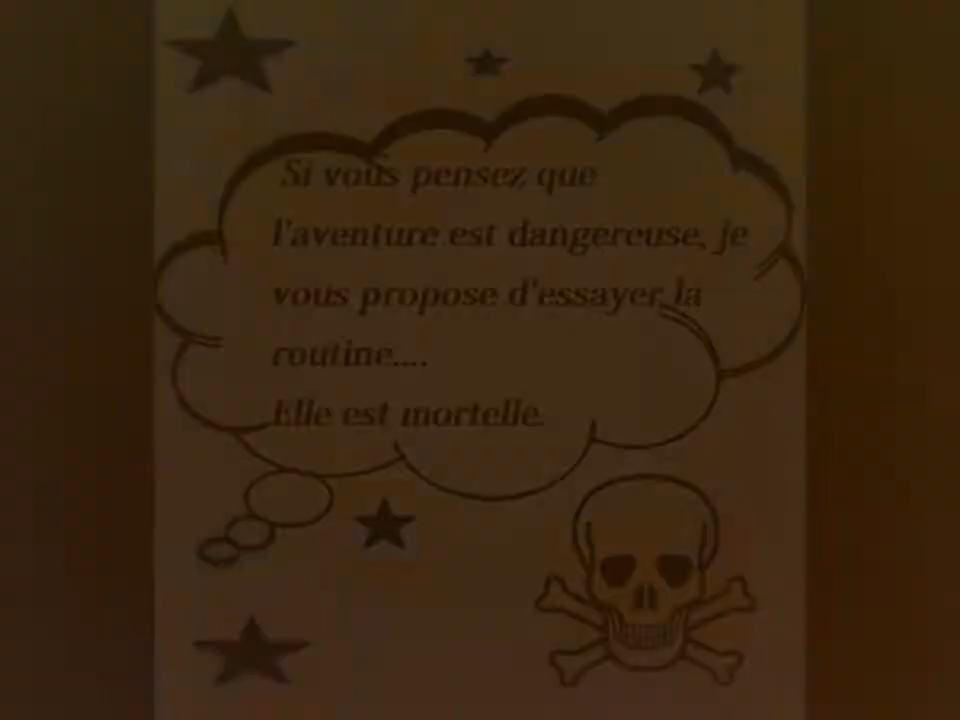 Si vous pensez que
l'aventure est dangereuse, je
vous propose d'essayer la
routine....
Elle est mortelle.